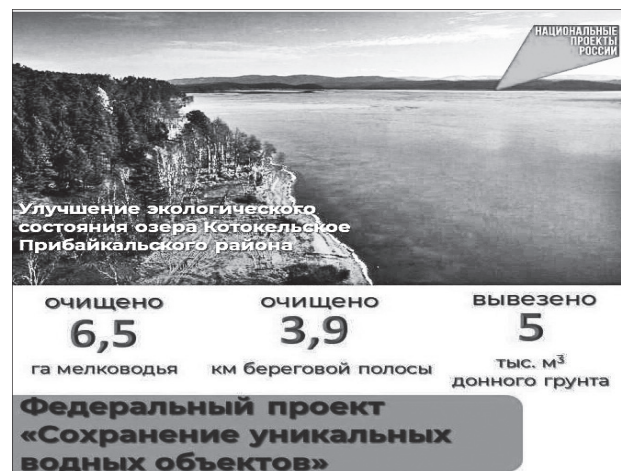 НАЦИОНАЛЬНЫЕ
ПРОЕКТЫ
РОССИИ
Улучшение экологического
состояния озера Котокельское
Прибайкальского района
очищено
6,5
га мелководья
очищено
3,9
км береговой полосы
вывезено
5
тыс. м³
донного грунта
Федеральный проект
«Сохранение уникальных
водных объектов»